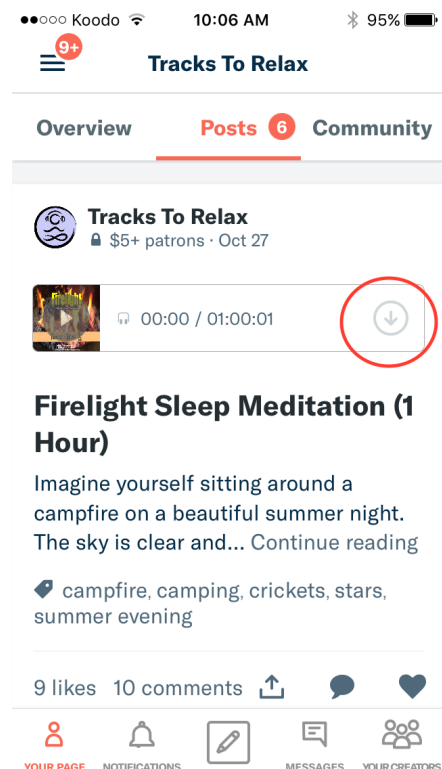 Koodo 10:06 AM 95%
9+
Tracks To Relax
Overview Posts 6 Community
Tracks To Relax
$5+ patrons · Oct 27
Firelight
00:00 / 01:00:01
Firelight Sleep Meditation (1
Hour)
Imagine yourself sitting around a
campfire on a beautiful summer night.
The sky is clear and... Continue reading
campfire, camping, crickets, stars,
summer evening
9 likes 10 comments
YOUR PAGE NOTIFICATIONS MESSAGES YOUR CREATORS